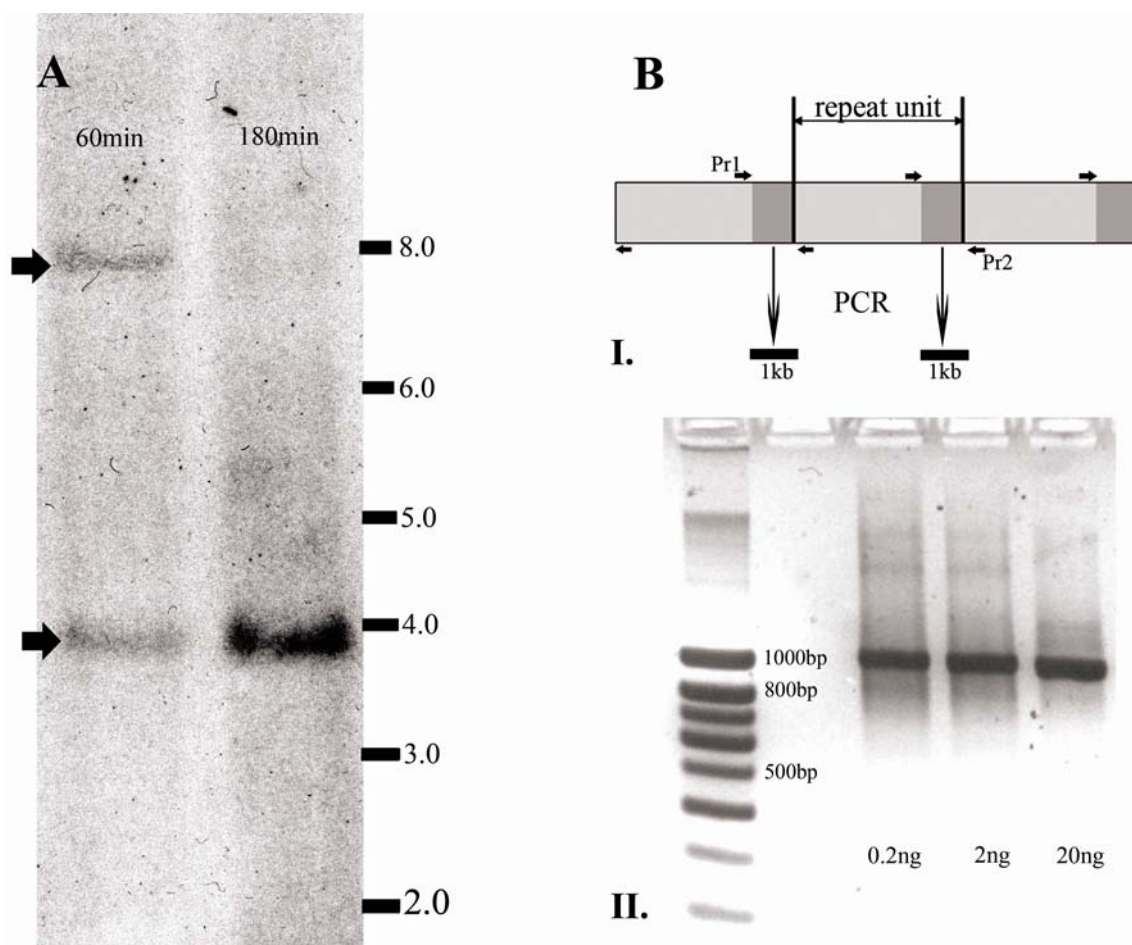 A
60min
180min
8.0
6.0
5.0
4.0
3.0
2.0
B
repeat unit
Pr1
Pr2
PCR
I.
1kb
1kb
1000bp
800bp
500bp
0.2ng
2ng
20ng
II.